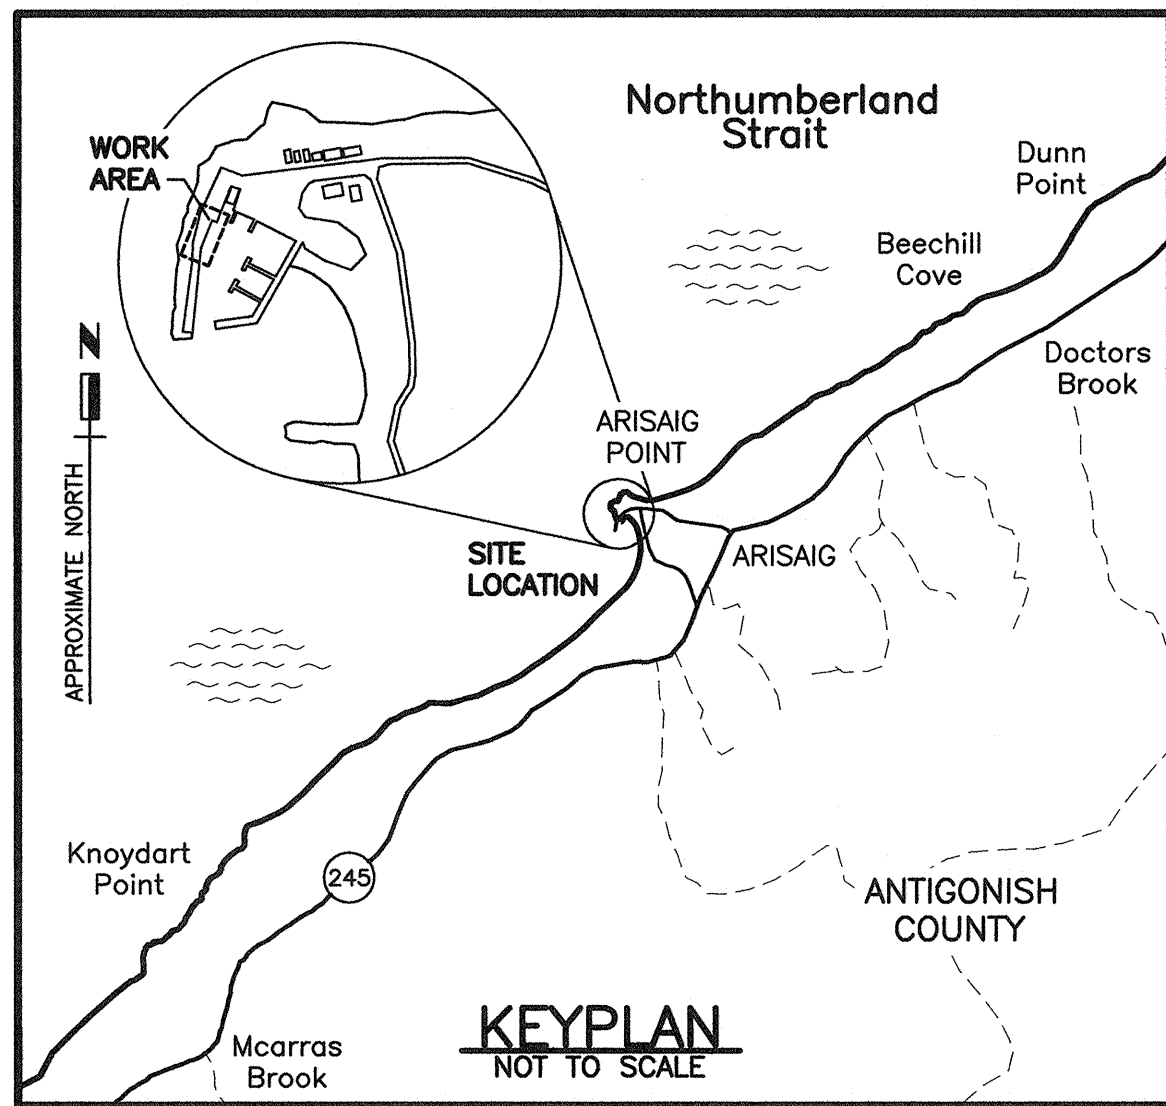 Northumberland
Strait
WORK
AREA
Dunn
Point
Beechill
Cove
N
APPROXIMATE NORTH
Doctors
Brook
ARISAIG
POINT
SITE
LOCATION
ARISAIG
Knoydart
Point
245
ANTIGONISH
COUNTY
Mcarras
Brook
KEYPLAN
NOT TO SCALE